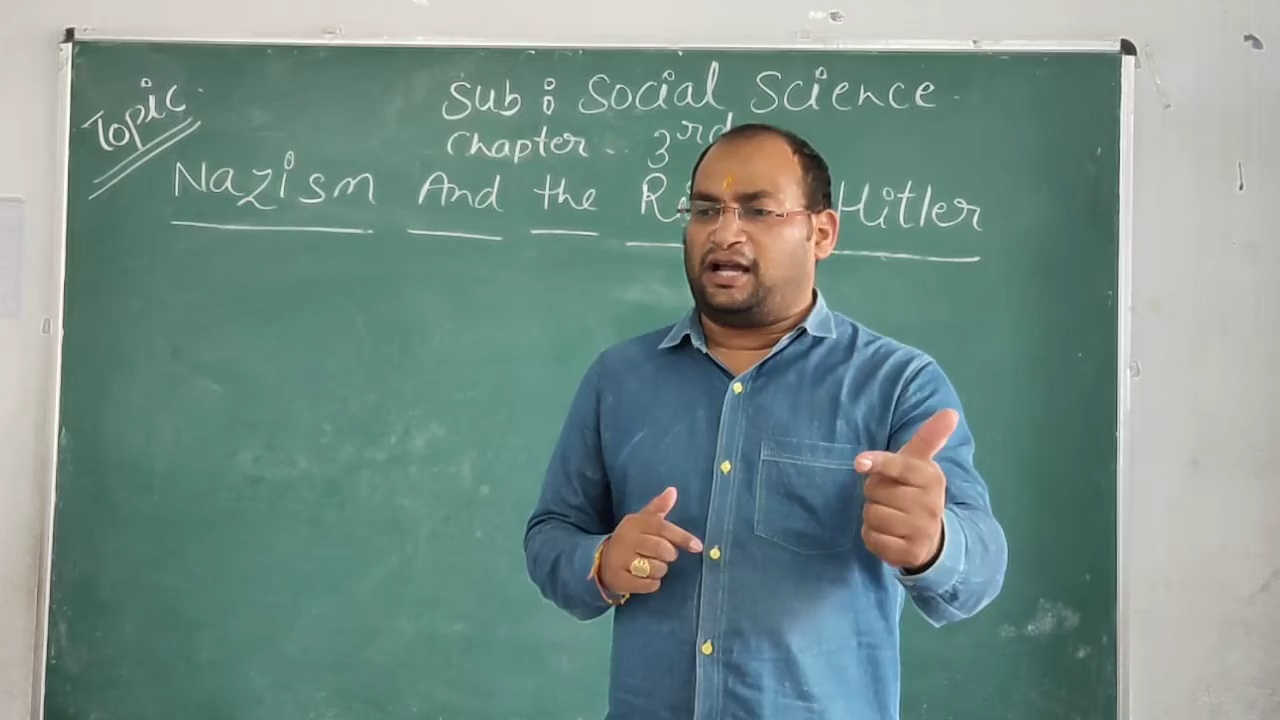 Topic
Sub : Social Science
Chapter 3rd
Nazism And the Hitler